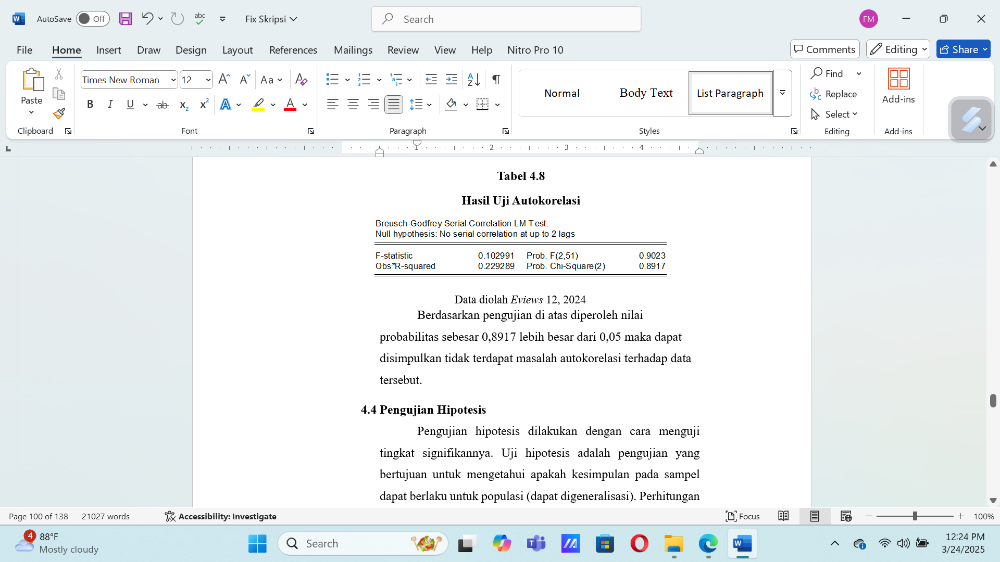 AutoSave Off abc Fix Skripsi Search FM
File Home Insert Draw Design Layout References Mailings Review View Help Nitro Pro 10 Comments Editing Share
Paste Times New Roman 12 Aa Normal Body Text List Paragraph Find Replace Select Add-ins
Clipboard Font Paragraph Styles Editing Add-ins
1 2 3 4
Tabel 4.8
Hasil Uji Autokorelasi
Breusch-Godfrey Serial Correlation LM Test:
Null hypothesis: No serial correlation at up to 2 lags
F-statistic 0.102991 Prob. F(2,51) 0.9023
Obs*R-squared 0.229289 Prob. Chi-Square(2) 0.8917
Data diolah Eviews 12, 2024
Berdasarkan pengujian di atas diperoleh nilai
probabilitas sebesar 0,8917 lebih besar dari 0,05 maka dapat
disimpulkan tidak terdapat masalah autokorelasi terhadap data
tersebut.
4.4 Pengujian Hipotesis
Pengujian hipotesis dilakukan dengan cara menguji
tingkat signifikannya. Uji hipotesis adalah pengujian yang
bertujuan untuk mengetahui apakah kesimpulan pada sampel
dapat berlaku untuk populasi (dapat digeneralisasi). Perhitungan
Page 100 of 138 21027 words Accessibility: Investigate Focus 100%
4 88°F
Mostly cloudy
Search
12:24 PM
3/24/2025